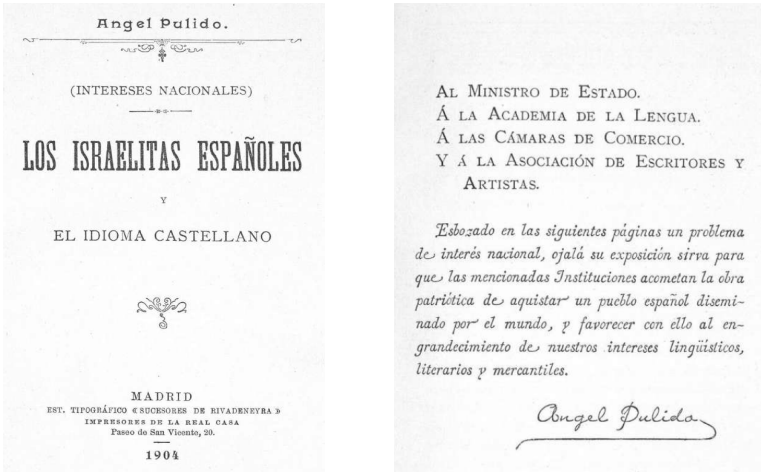 Angel Pulido.
(INTERESES NACIONALES)
LOS ISRAELITAS ESPAÑOLES
Y
EL IDIOMA CASTELLANO
MADRID
EST. TIPOGRÁFICO «SUCESORES DE RIVADENEYRA»
IMPRESORES DE LA REAL CASA
Paseo de San Vicente, 20.
1904
AL MINISTRO DE ESTADO.
Á LA ACADEMIA DE LA LENGUA.
Á LAS CÁMARAS DE COMERCIO.
Y Á LA ASOCIACIÓN DE ESCRITORES Y
ARTISTAS.
Esbozado en las siguientes páginas un problema
de interés nacional, ojalá su exposición sirva para
que las mencionadas Instituciones acometan la obra
patriótica de aquistar un pueblo español disemi-
nado por el mundo, y favorecer con ello al en-
grandecimiento de nuestros intereses lingüísticos,
literarios y mercantiles.
Angel Pulido